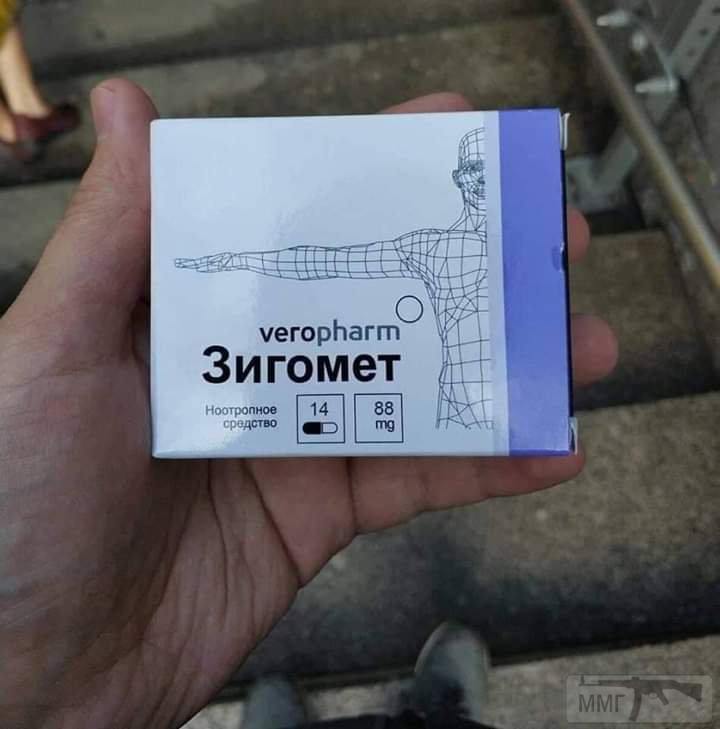 veropharm
Зигомет
Ноотропное
средство
14
88
mg
ММГ